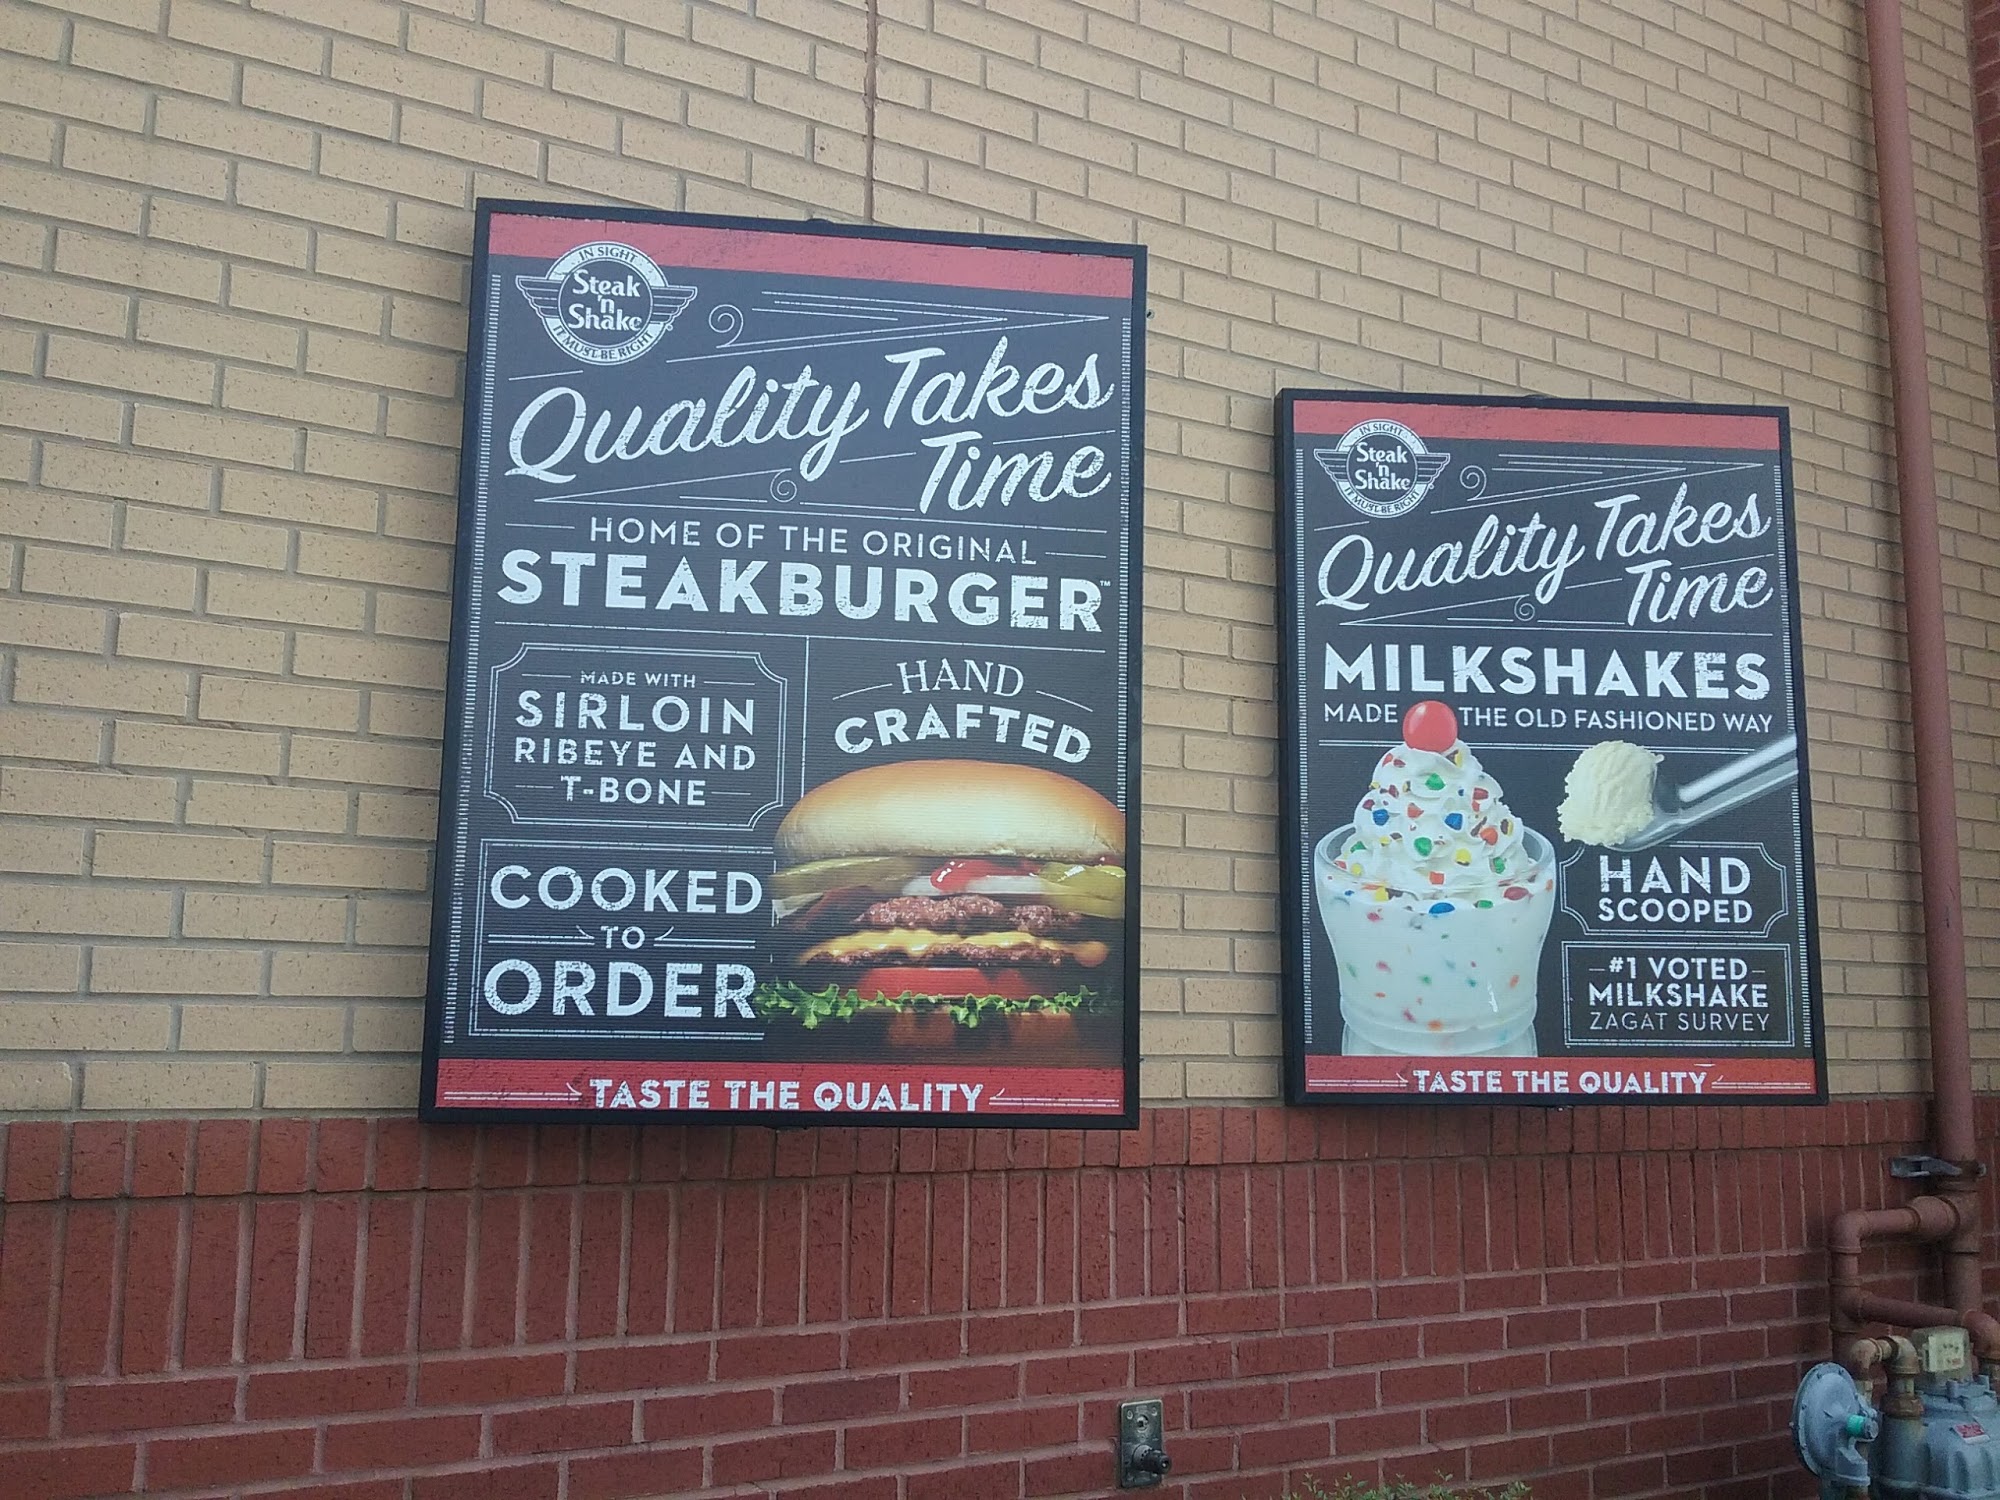 IN SIGHT
Steak
'n
Shake
IT MUST BE RIGHT
Quality Takes
Time
HOME OF THE ORIGINAL
STEAKBURGER™
MADE WITH
SIRLOIN
RIBEYE AND
T-BONE
HAND
CRAFTED
COOKED
TO
ORDER
TASTE THE QUALITY
IN SIGHT
Steak
'n
Shake
IT MUST BE RIGHT
Quality Takes
Time
MILKSHAKES
MADE THE OLD FASHIONED WAY
HAND
SCOOPED
#1 VOTED
MILKSHAKE
ZAGAT SURVEY
TASTE THE QUALITY